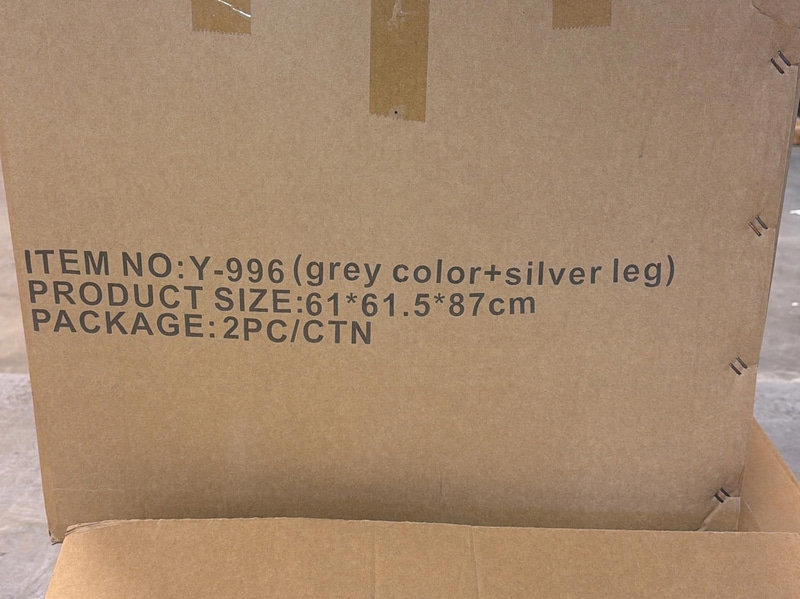 ITEM NO:Y-996(grey color+silver leg)
PRODUCT SIZE:61*61.5*87cm
PACKAGE:2PC/CTN